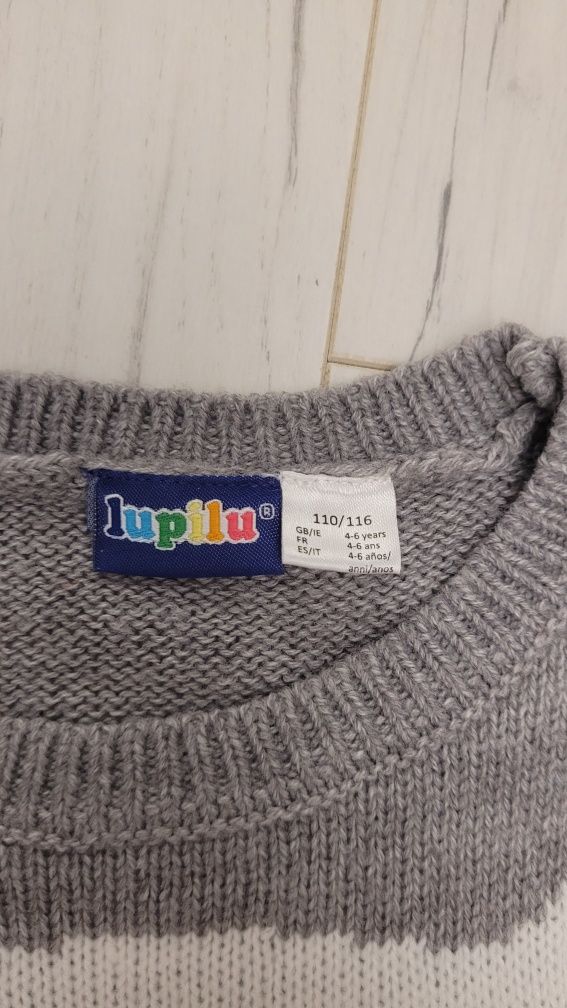 lupilu®
110/116
GB/IE 4-6 years
FR 4-6 ans
ES/IT 4-6 años/
anni/anos